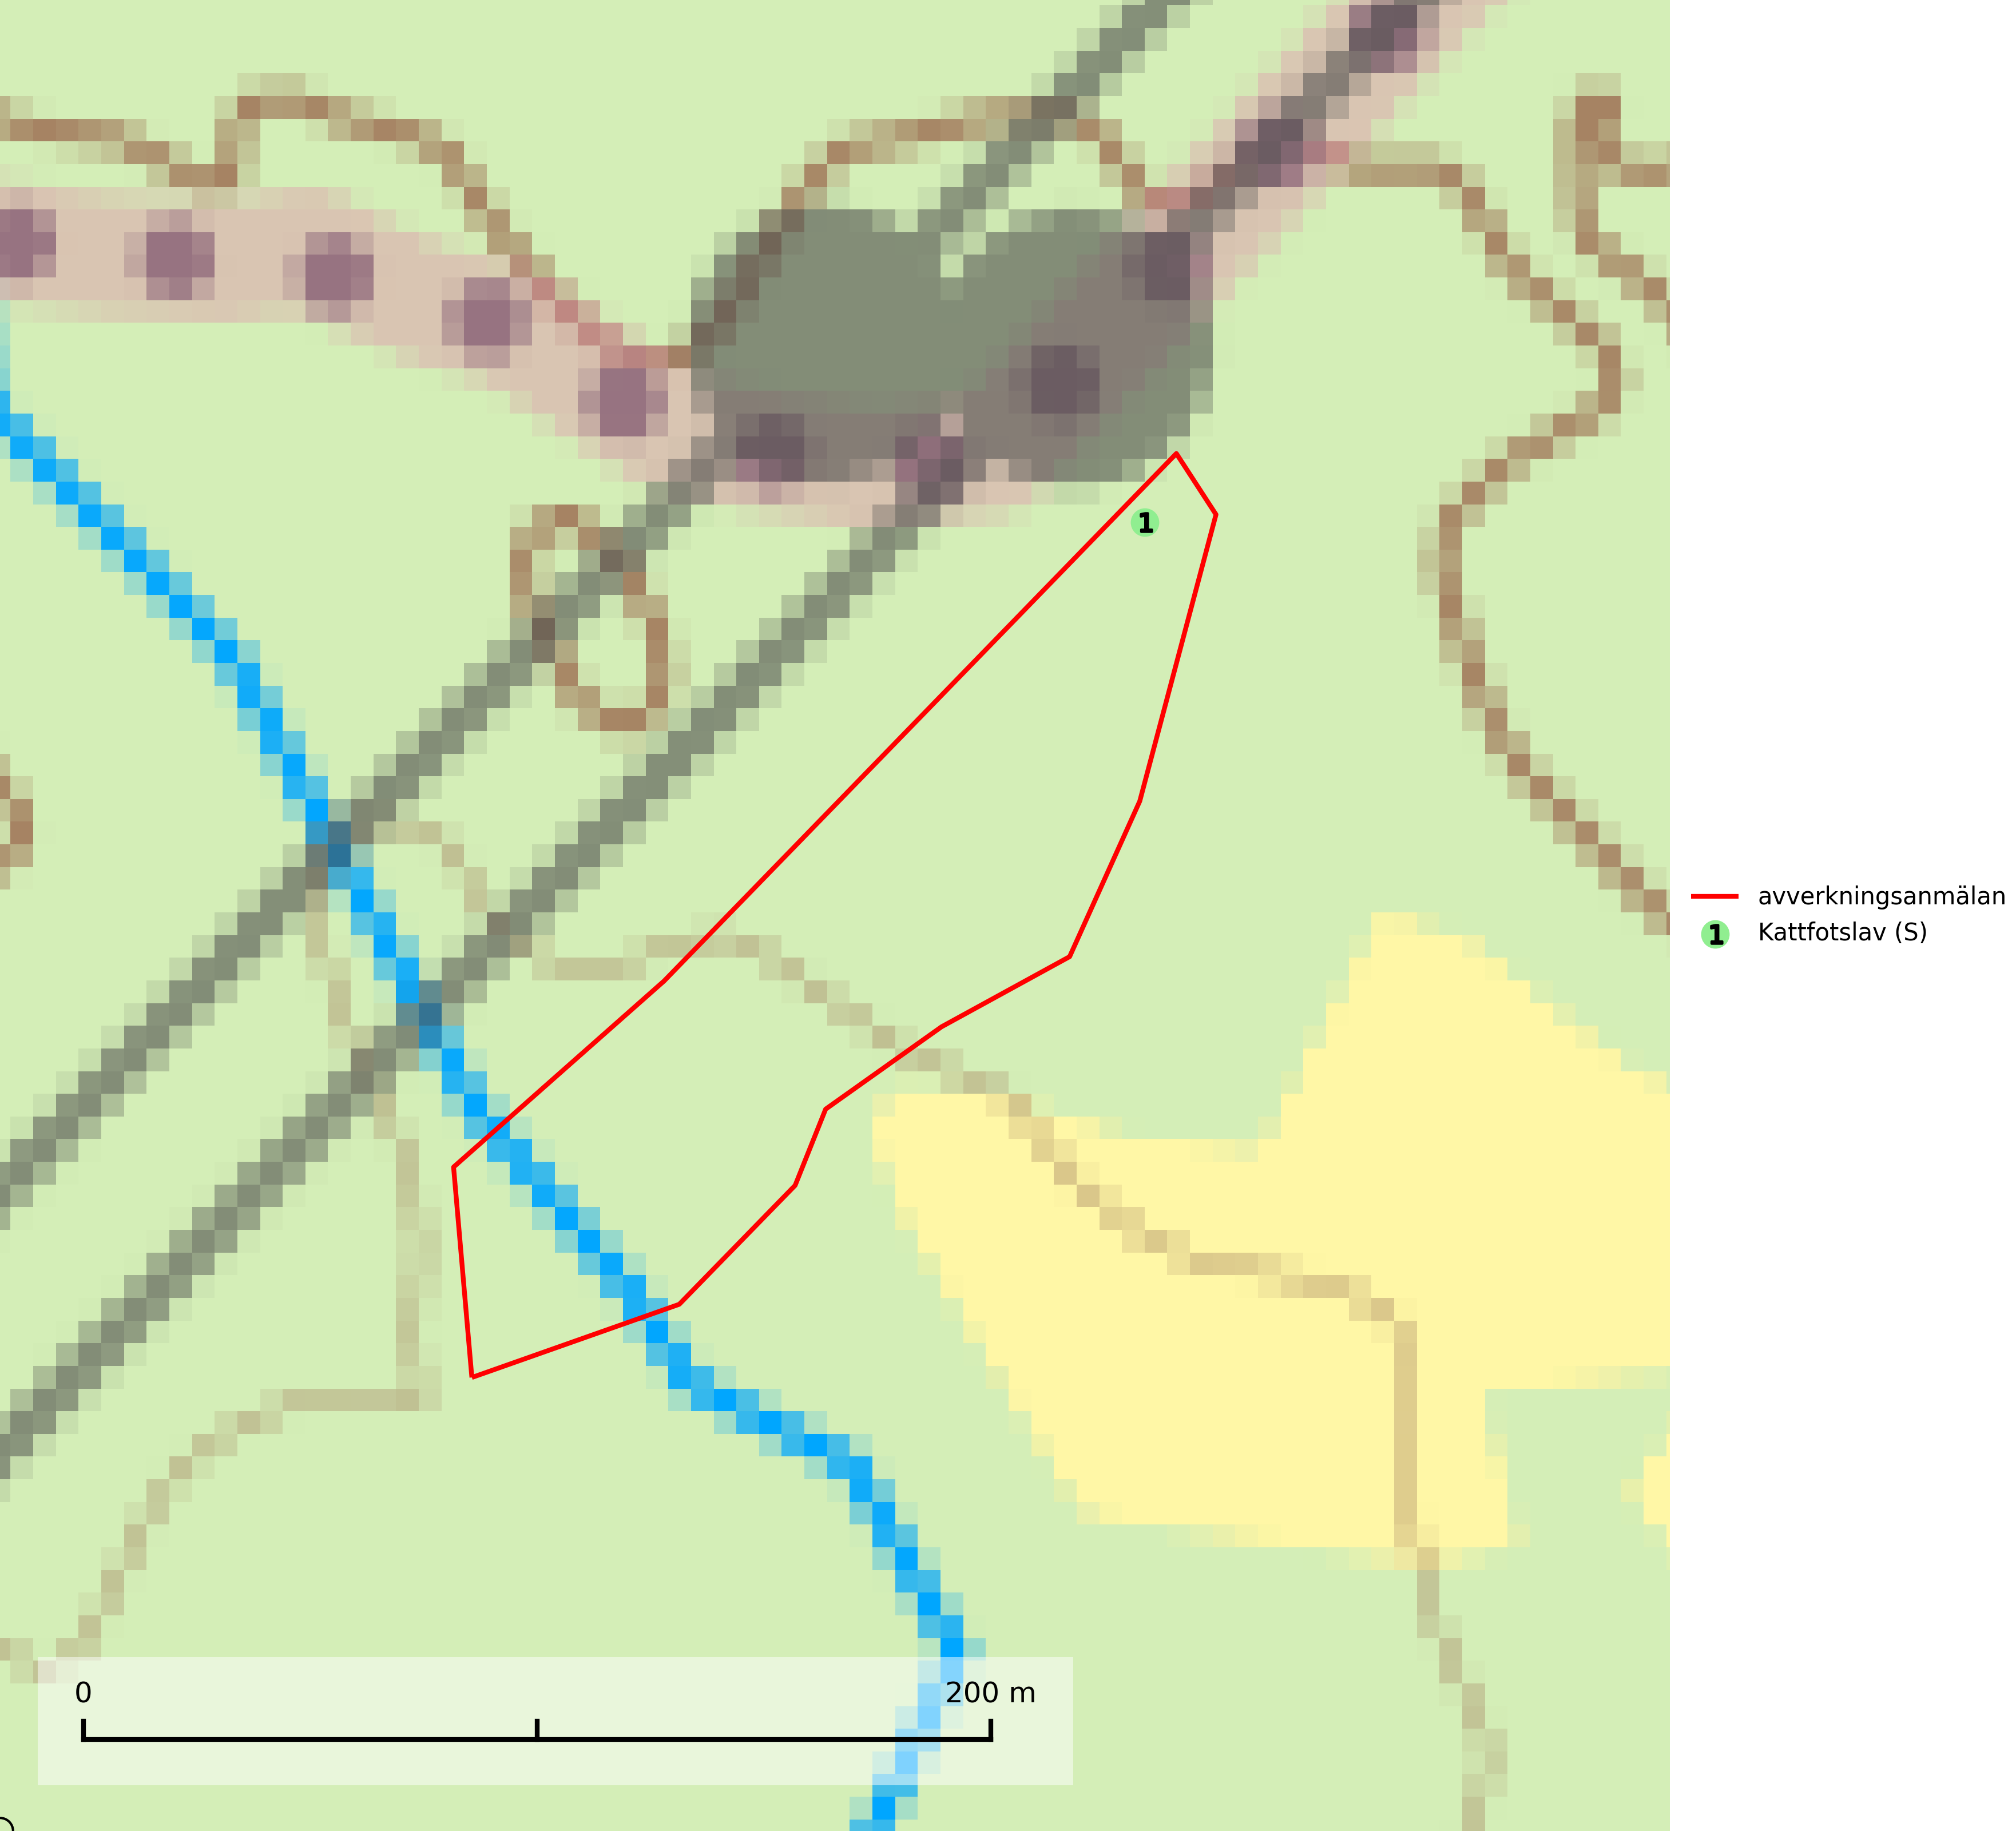 1
avverkningsanmälan
1 Kattfotslav (S)
0 200 m